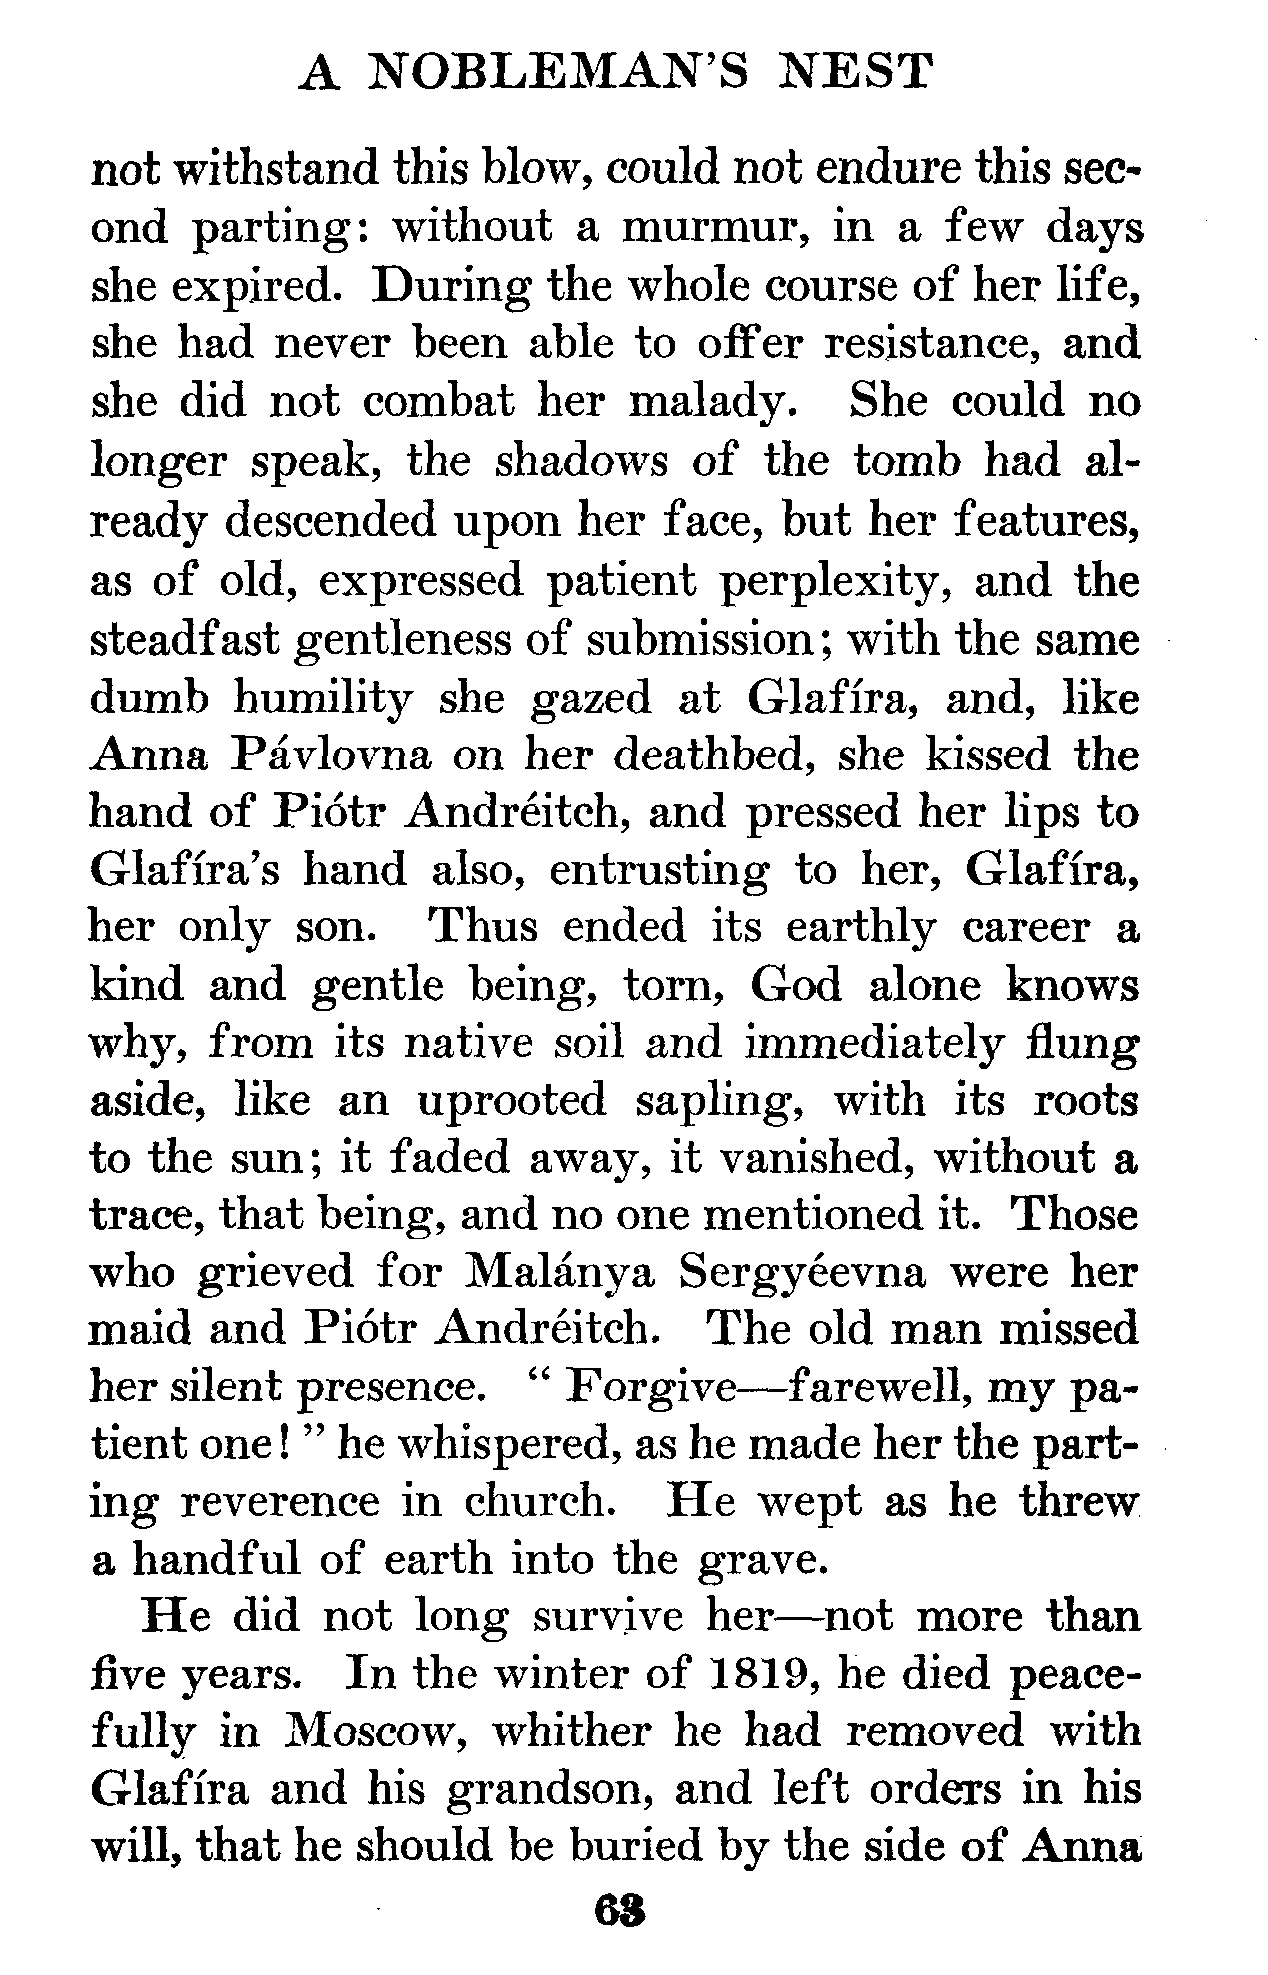 A NOBLEMAN'S NEST
not withstand this blow, could not endure this sec-
ond parting: without a murmur, in a few days
she expired. During the whole course of her life,
she had never been able to offer resistance, and
she did not combat her malady. She could no
longer speak, the shadows of the tomb had al-
ready descended upon her face, but her features,
as of old, expressed patient perplexity, and the
steadfast gentleness of submission; with the same
dumb humility she gazed at Glafíra, and, like
Anna Pávlovna on her deathbed, she kissed the
hand of Piótr Andréitch, and pressed her lips to
Glafíra's hand also, entrusting to her, Glafíra,
her only son. Thus ended its earthly career a
kind and gentle being, torn, God alone knows
why, from its native soil and immediately flung
aside, like an uprooted sapling, with its roots
to the sun; it faded away, it vanished, without a
trace, that being, and no one mentioned it. Those
who grieved for Malánya Sergyéevna were her
maid and Piótr Andréitch. The old man missed
her silent presence. " Forgive—farewell, my pa-
tient one! " he whispered, as he made her the part-
ing reverence in church. He wept as he threw
a handful of earth into the grave.
He did not long survive her—not more than
five years. In the winter of 1819, he died peace-
fully in Moscow, whither he had removed with
Glafíra and his grandson, and left orders in his
will, that he should be buried by the side of Anna
63